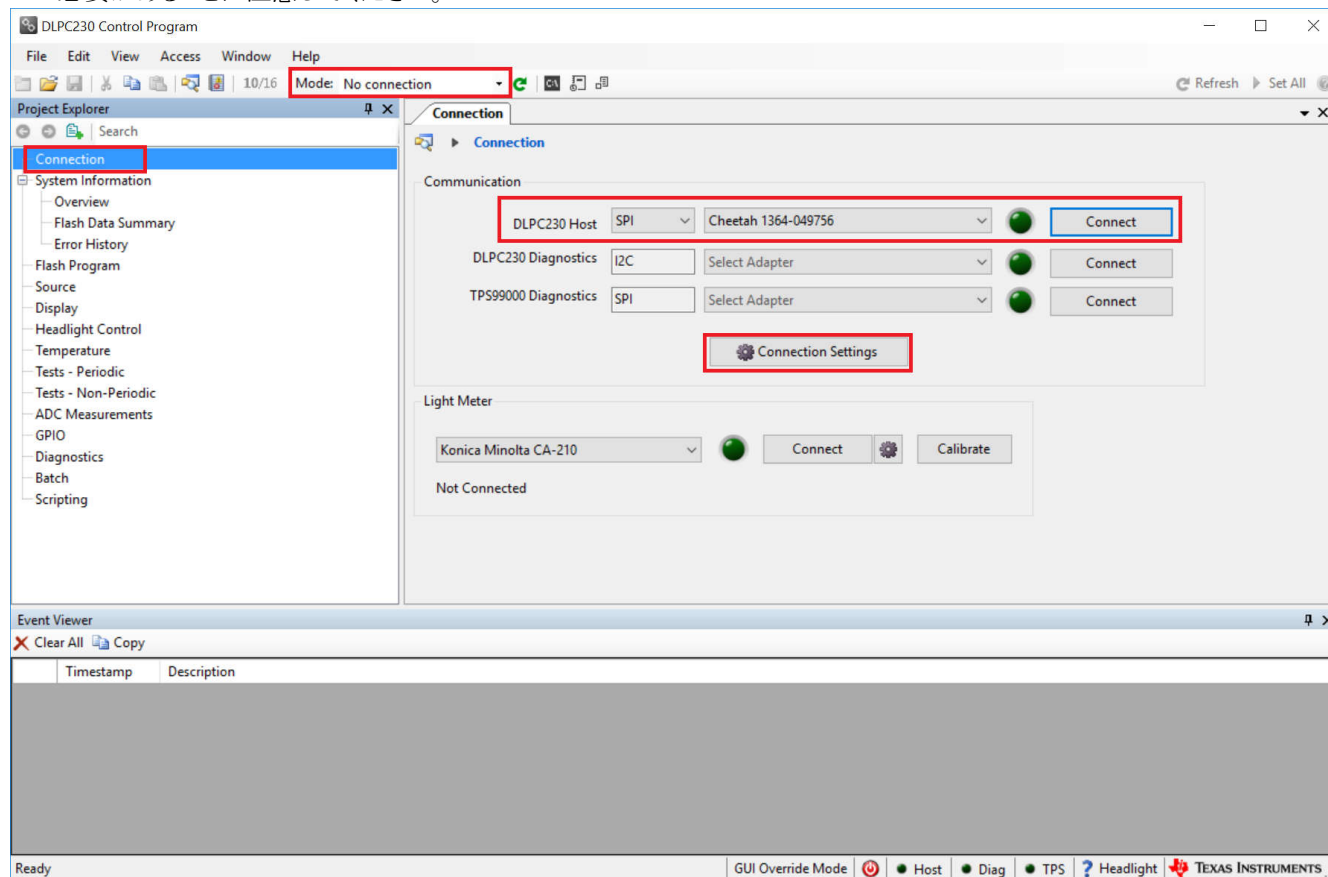 DLPC230 Control Program
File Edit View Access Window Help
10/16 Mode: No connection Refresh Set All
Project Explorer
Search
Connection
System Information
Overview
Flash Data Summary
Error History
Flash Program
Source
Display
Headlight Control
Temperature
Tests - Periodic
Tests - Non-Periodic
ADC Measurements
GPIO
Diagnostics
Batch
Scripting
Connection
Connection
Communication
DLPC230 Host SPI Cheetah 1364-049756 Connect
DLPC230 Diagnostics I2C Select Adapter Connect
TPS99000 Diagnostics SPI Select Adapter Connect
Connection Settings
Light Meter
Konica Minolta CA-210 Connect Calibrate
Not Connected
Event Viewer
Clear All Copy
Timestamp Description
Ready GUI Override Mode Host Diag TPS ? Headlight TEXAS INSTRUMENTS